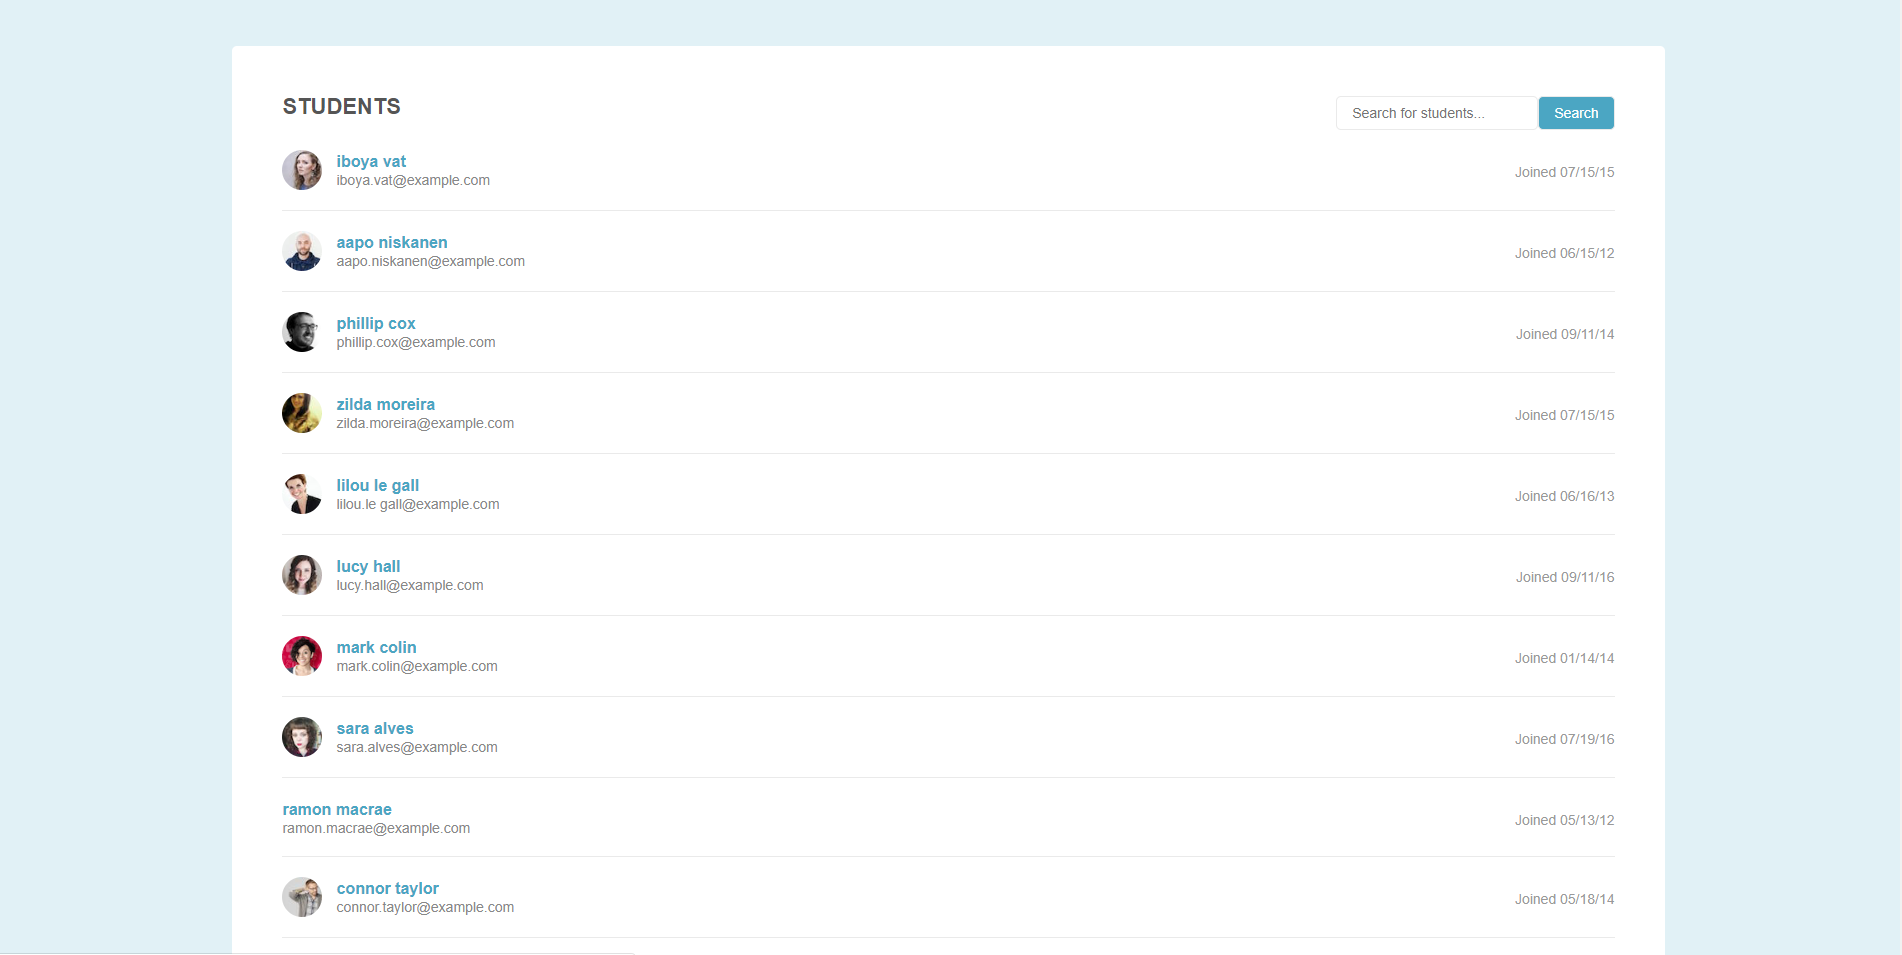 STUDENTS
Search for students...
Search
iboya vat
iboya.vat@example.com
Joined 07/15/15
aapo niskanen
aapo.niskanen@example.com
Joined 06/15/12
phillip cox
phillip.cox@example.com
Joined 09/11/14
zilda moreira
zilda.moreira@example.com
Joined 07/15/15
lilou le gall
lilou.le gall@example.com
Joined 06/16/13
lucy hall
lucy.hall@example.com
Joined 09/11/16
mark colin
mark.colin@example.com
Joined 01/14/14
sara alves
sara.alves@example.com
Joined 07/19/16
ramon macrae
ramon.macrae@example.com
Joined 05/13/12
connor taylor
connor.taylor@example.com
Joined 05/18/14